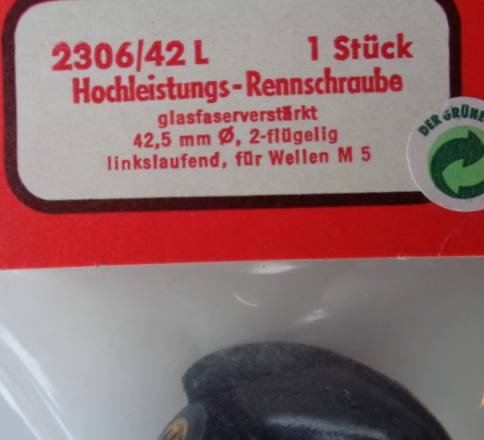 2306/42 L 1 Stück
Hochleistungs-Rennschraube
glasfaserverstärkt
42,5 mm Ø, 2-flügelig
linkslaufend, für Wellen M 5
DER GRÜNE